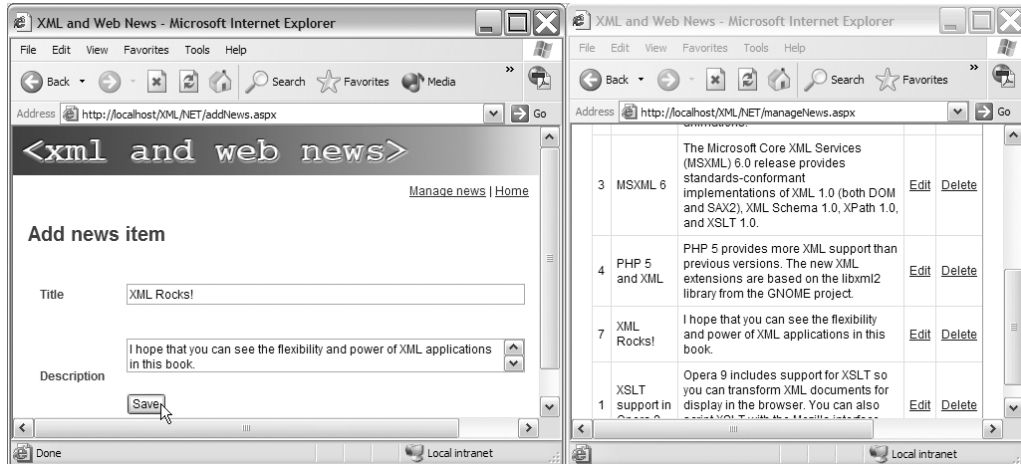 XML and Web News - Microsoft Internet Explorer
File Edit View Favorites Tools Help
Back Search Favorites Media »
Address http://localhost/XML/NET/addNews.aspx Go
<xml and web news>
Manage news | Home
Add news item
Title XML Rocks!
I hope that you can see the flexibility and power of XML applications
in this book.
Description
Save
Done Local intranet
XML and Web News - Microsoft Internet Explorer
File Edit View Favorites Tools Help
Back Search Favorites »
Address http://localhost/XML/NET/manageNews.aspx Go
animations.
The Microsoft Core XML Services
(MSXML) 6.0 release provides
standards-conformant
3 MSXML 6 implementations of XML 1.0 (both DOM Edit Delete
and SAX2), XML Schema 1.0, XPath 1.0,
and XSLT 1.0.
PHP 5 provides more XML support than
4 PHP 5 and XML previous versions. The new XML Edit Delete
extensions are based on the libxml2
library from the GNOME project.
7 XML Rocks! I hope that you can see the flexibility
and power of XML applications in this Edit Delete
book.
Opera 9 includes support for XSLT so
XSLT you can transform XML documents for
1 support in display in the browser. You can also Edit Delete
Opera 9 script XSLT with the Mozilla interface
Local intranet